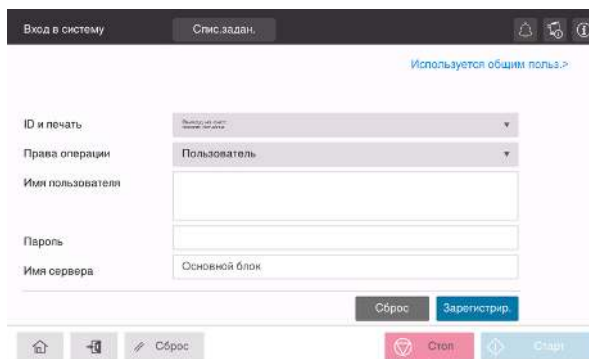 Вход в систему
Спис.задан.
Используется общим польз.>
ID и печать
Права операции
Пользователь
Имя пользователя
Пароль
Имя сервера
Основной блок
Сброс
Зарегистрир.
Сброс
Стоп
Старт